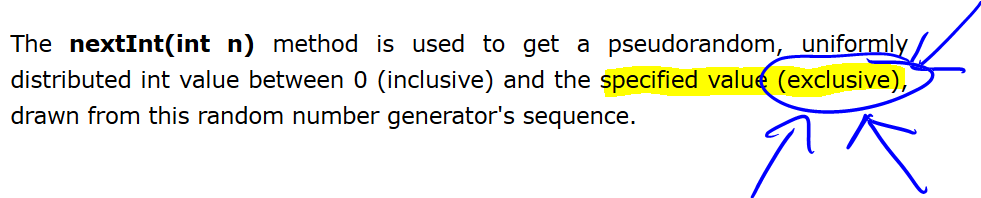 The nextInt(int n) method is used to get a pseudorandom, uniformly
distributed int value between 0 (inclusive) and the specified value (exclusive),
drawn from this random number generator's sequence.